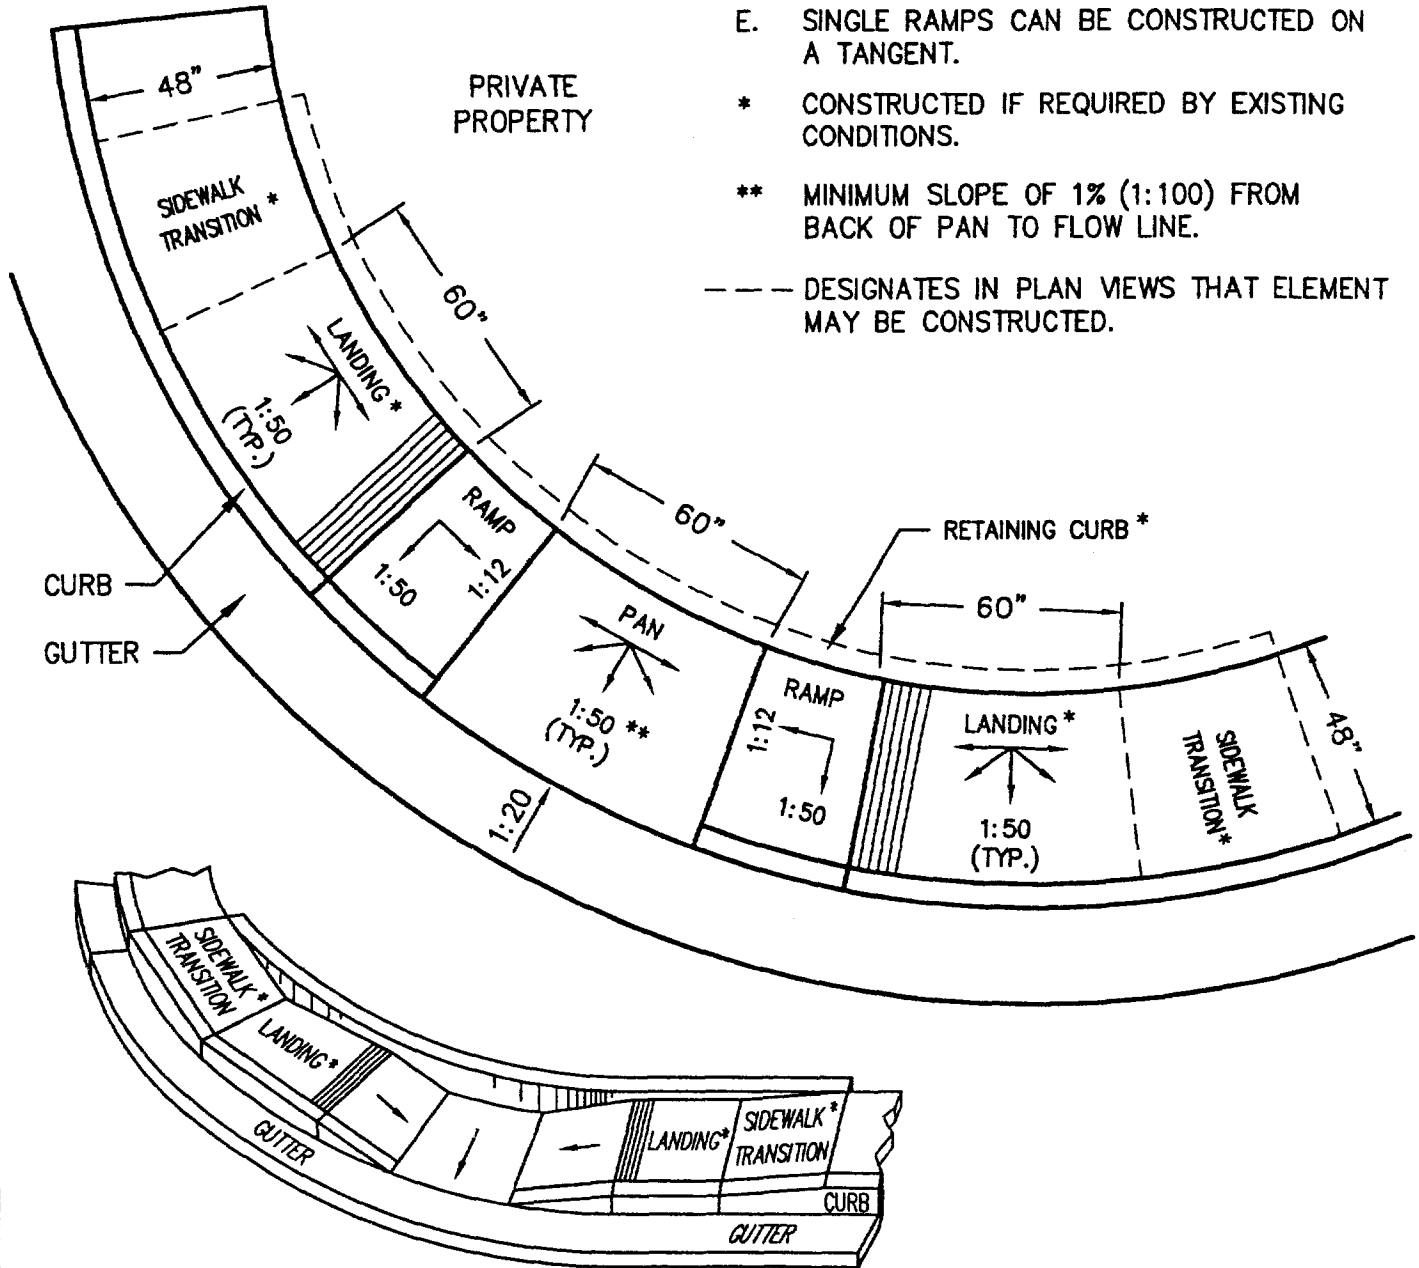 E. SINGLE RAMPS CAN BE CONSTRUCTED ON
A TANGENT.
* CONSTRUCTED IF REQUIRED BY EXISTING
CONDITIONS.
** MINIMUM SLOPE OF 1% (1:100) FROM
BACK OF PAN TO FLOW LINE.
DESIGNATES IN PLAN VIEWS THAT ELEMENT
MAY BE CONSTRUCTED.
PRIVATE
PROPERTY
48"
SIDEWALK
TRANSITION *
60"
LANDING *
1:50
(TYP.)
RAMP
1:50
1:12
60"
RETAINING CURB *
CURB
GUTTER
PAN
1:50 **
(TYP.)
1:20
RAMP
1:12
1:50
60"
LANDING *
1:50
(TYP.)
SIDEWALK
TRANSITION *
48"
SIDEWALK *
TRANSITION
LANDING *
GUTTER
LANDING *
SIDEWALK *
TRANSITION
CURB
GUTTER